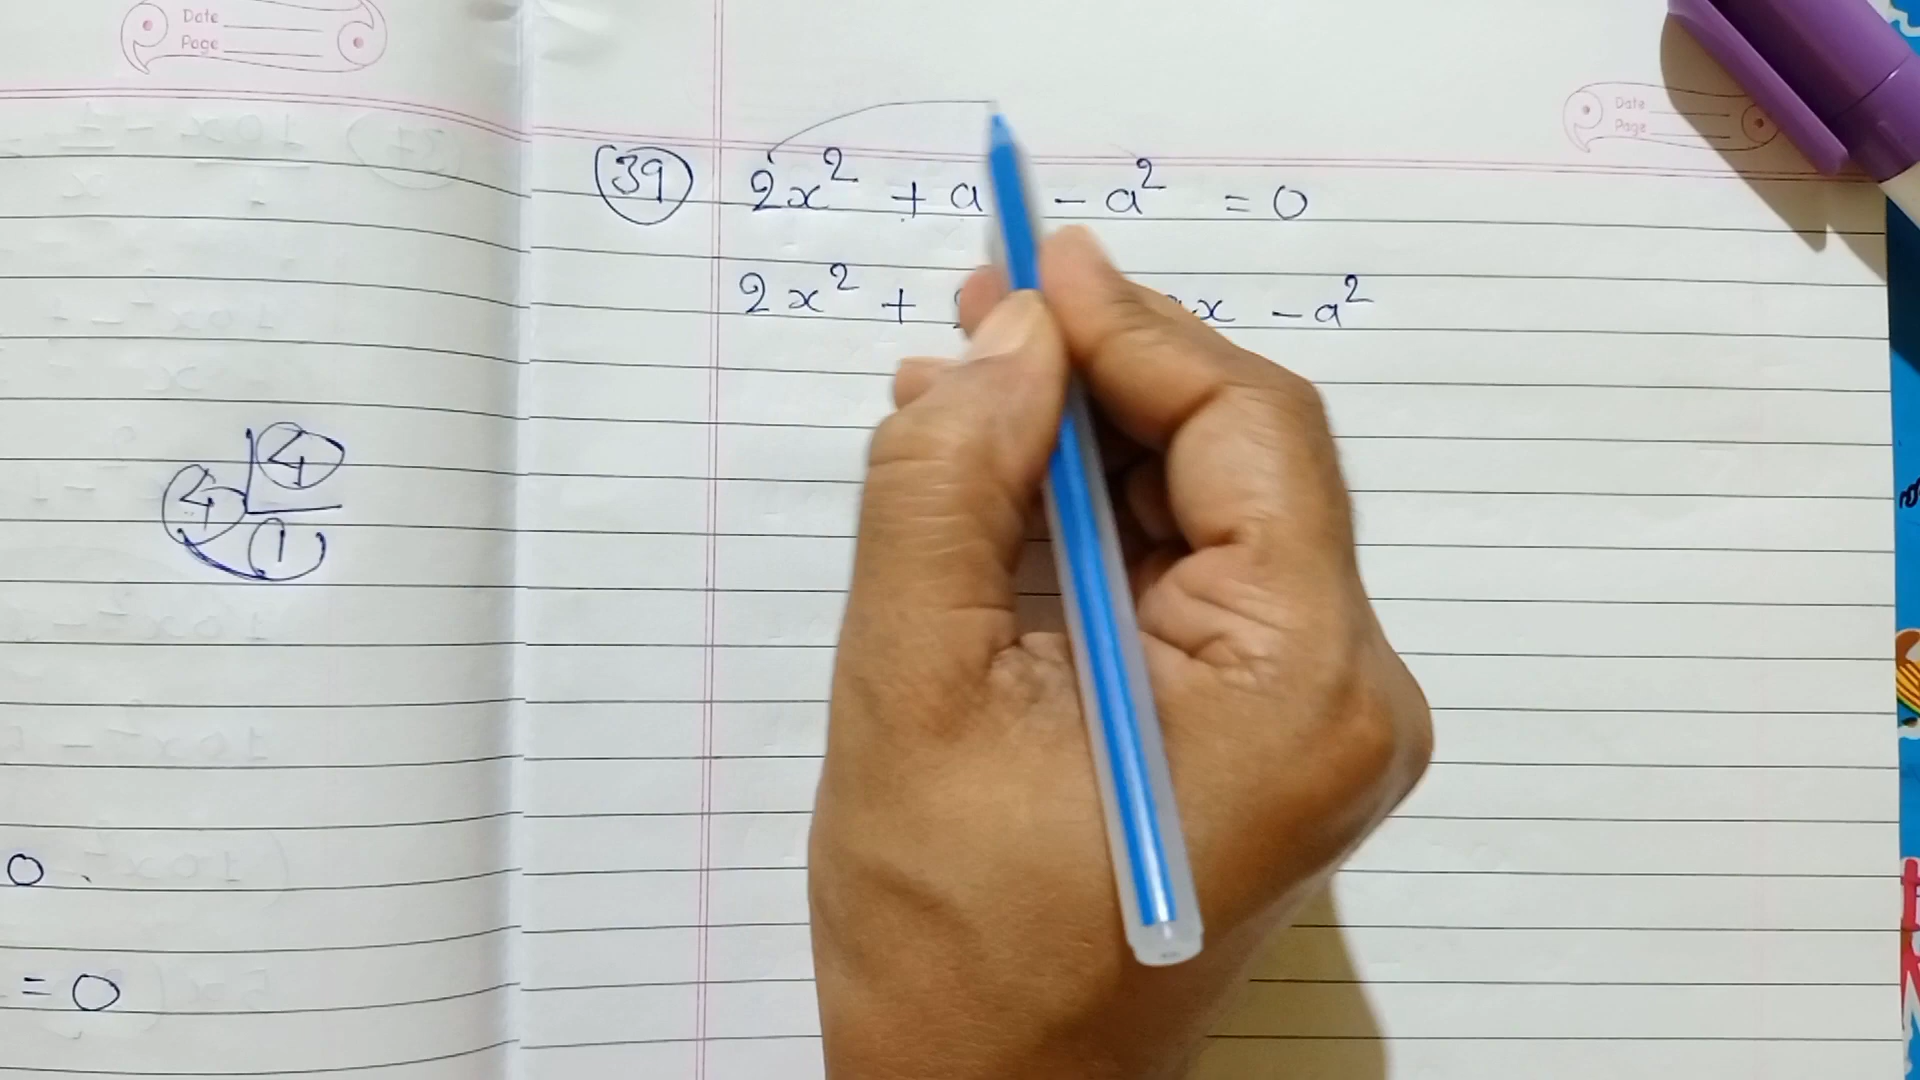 Date
Page
Date
Page
39 2x² + a - a² = 0
2x² + x - a²
4
4
1
0
= 0